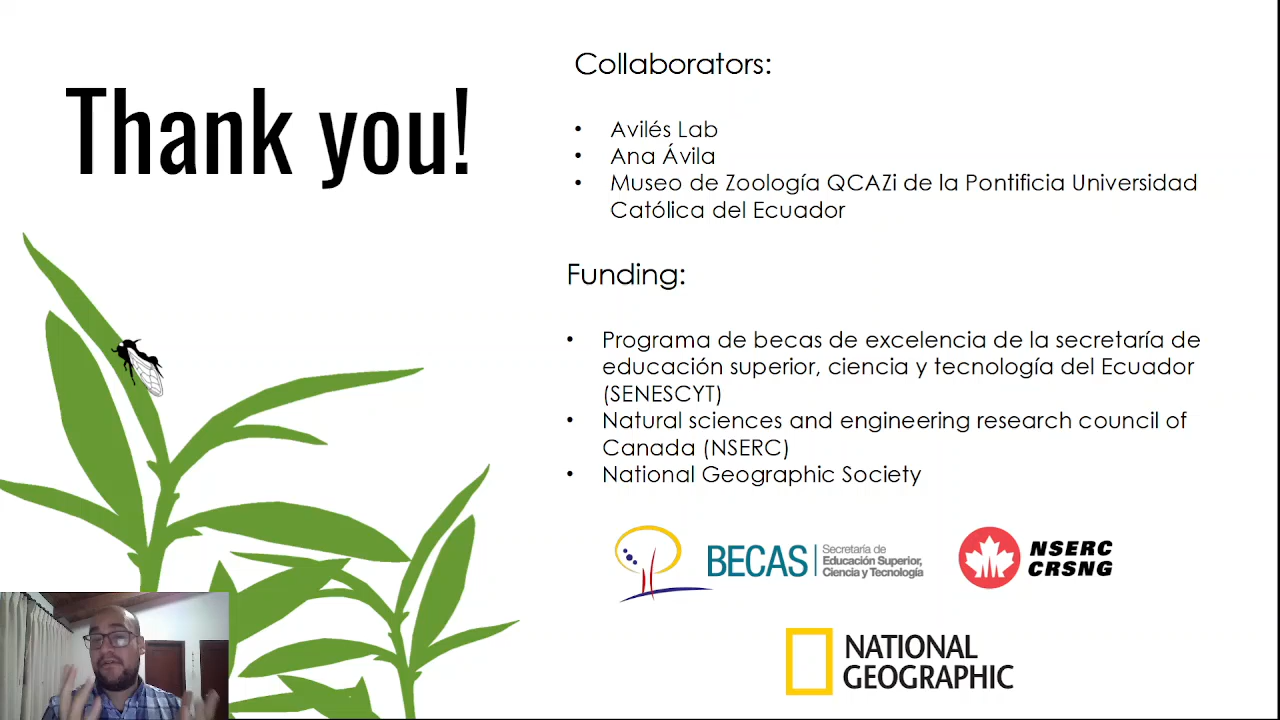 Thank you!
Collaborators:
• Avilés Lab
• Ana Ávila
• Museo de Zoología QCAZi de la Pontificia Universidad
Católica del Ecuador
Funding:
• Programa de becas de excelencia de la secretaría de
educación superior, ciencia y tecnología del Ecuador
(SENESCYT)
• Natural sciences and engineering research council of
Canada (NSERC)
• National Geographic Society
BECAS
Secretaría de
Educación Superior,
Ciencia y Tecnología
NSERC
CRSNG
NATIONAL
GEOGRAPHIC